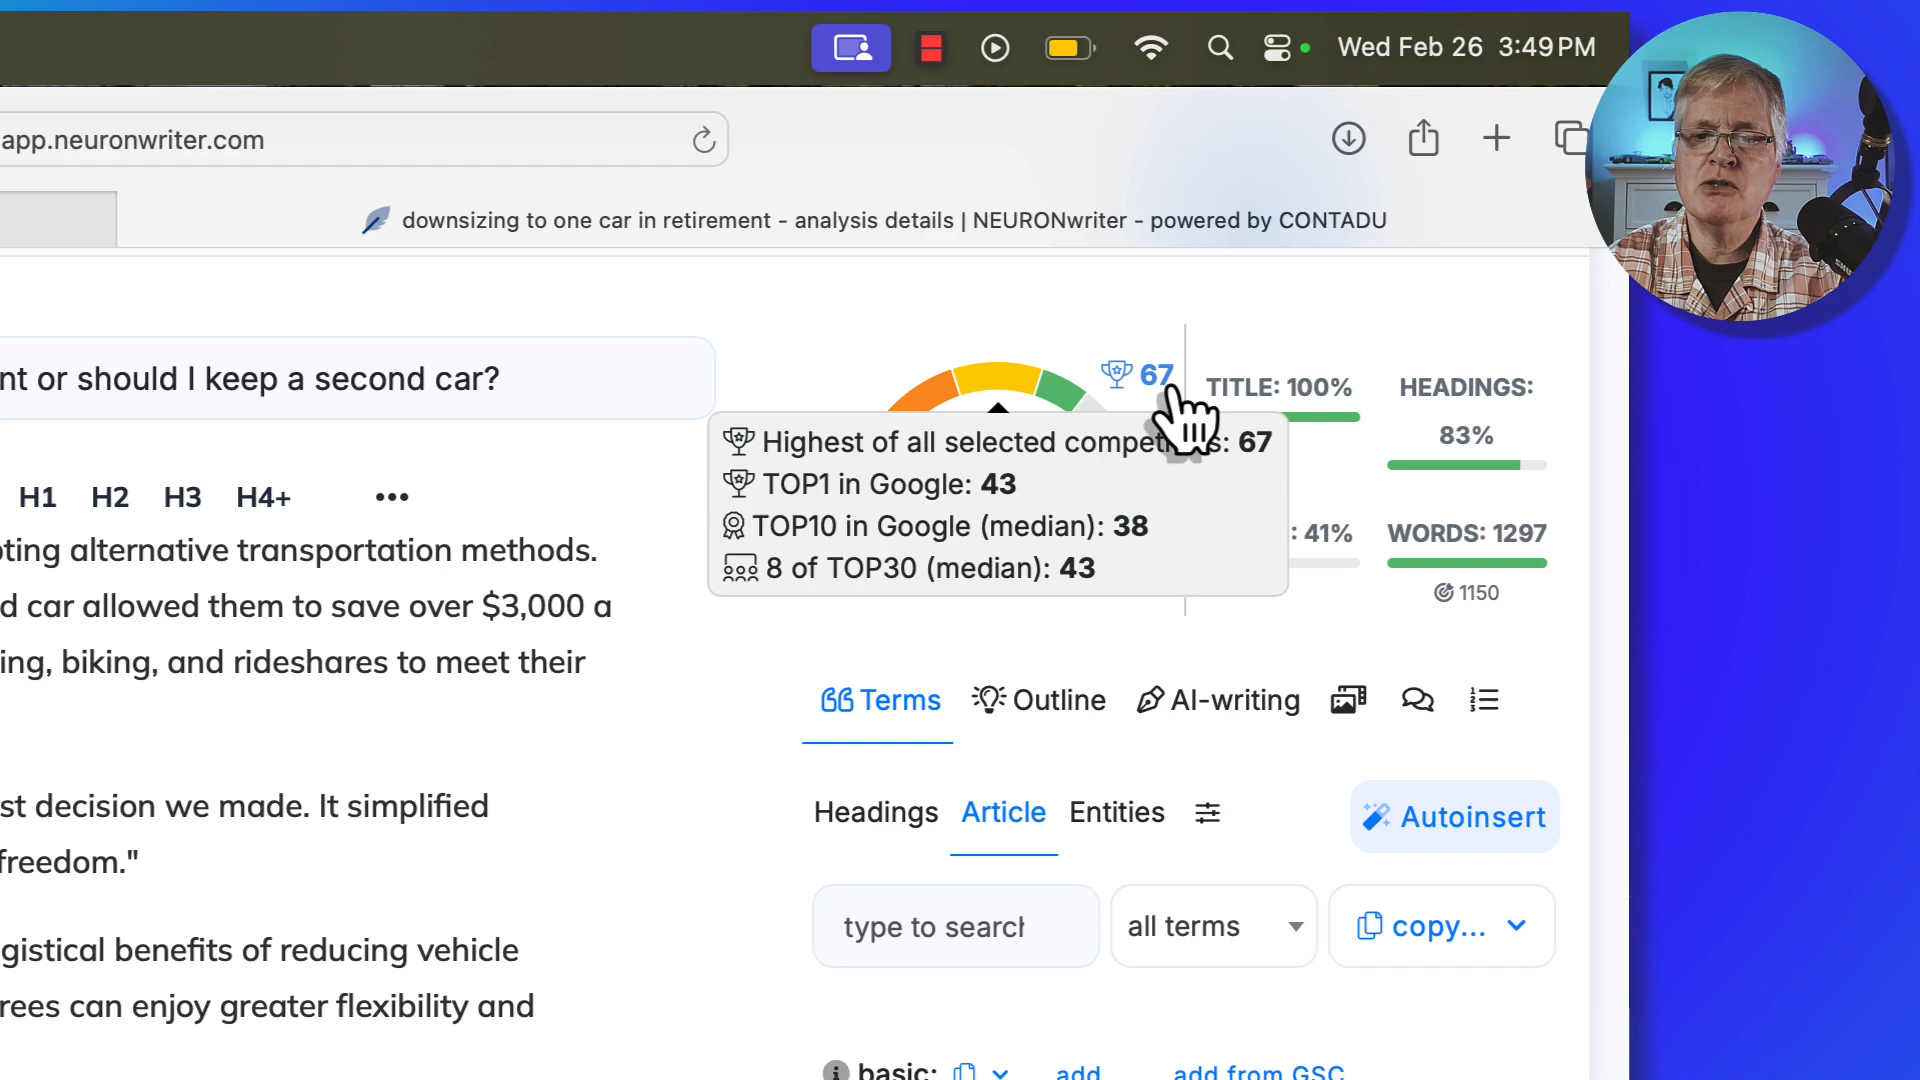 Wed Feb 26 3:49 PM
app.neuronwriter.com
downsizing to one car in retirement - analysis details | NEURONwriter - powered by CONTADU
nt or should I keep a second car?
67
TITLE: 100%
HEADINGS:
83%
Highest of all selected compet s: 67
TOP1 in Google: 43
TOP10 in Google (median): 38
8 of TOP30 (median): 43
: 41%
WORDS: 1297
1150
H1 H2 H3 H4+ •••
oting alternative transportation methods.
d car allowed them to save over $3,000 a
ing, biking, and rideshares to meet their
st decision we made. It simplified
freedom."
gistical benefits of reducing vehicle
rees can enjoy greater flexibility and
Terms Outline AI-writing
Headings Article Entities
Autoinsert
type to search
all terms
copy...
basic: add add from GSC